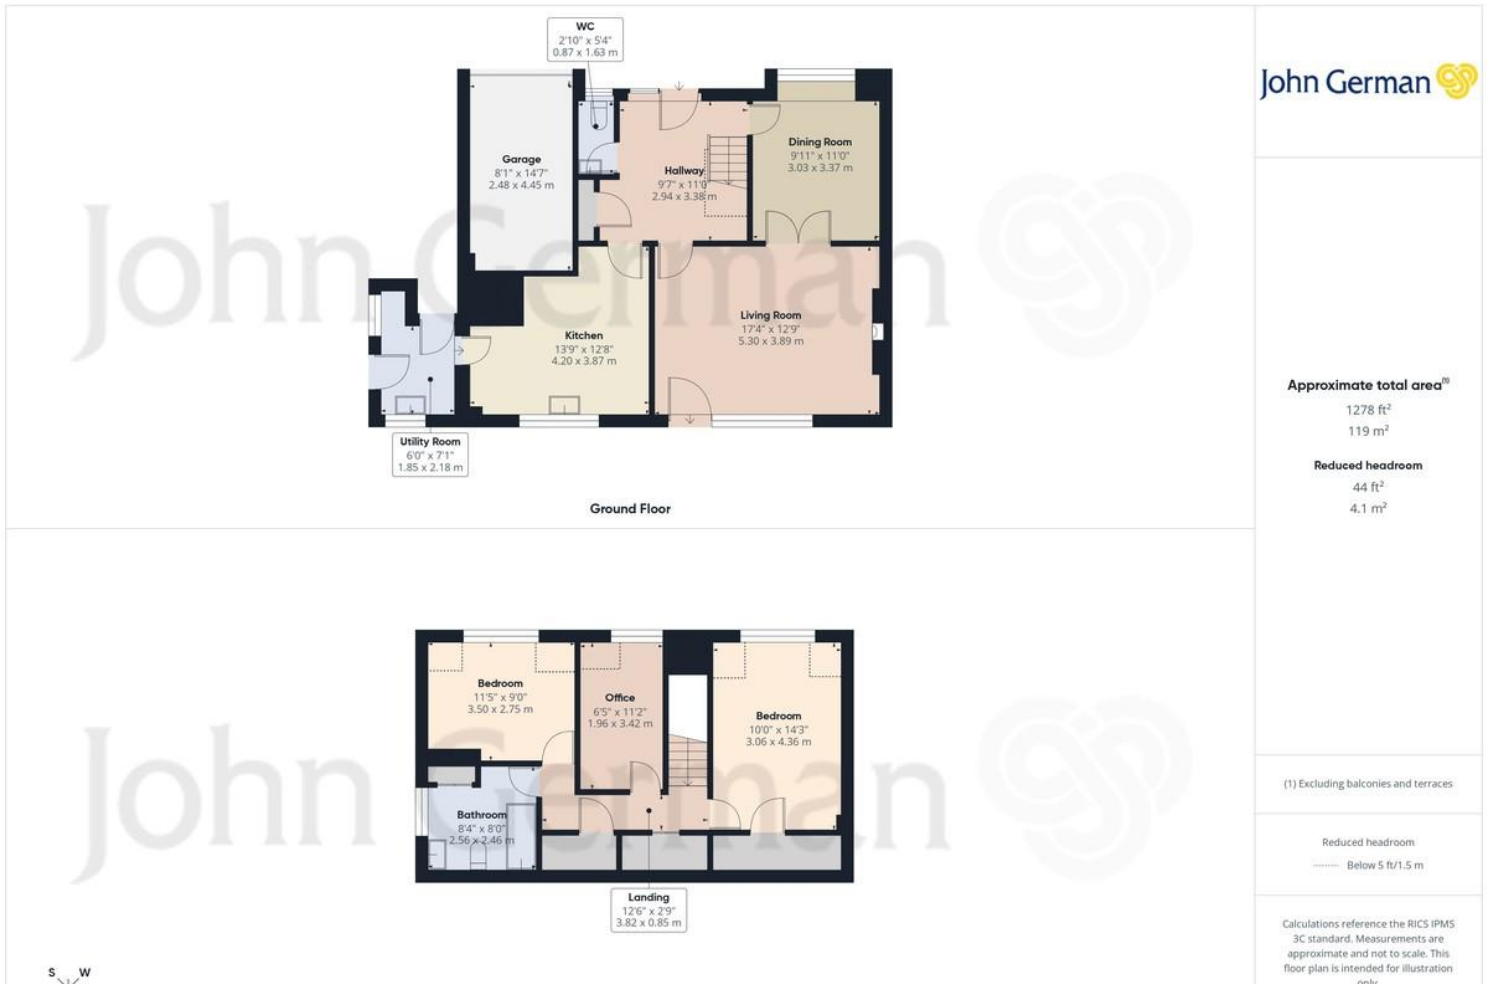 WC
2'10" x 5'4"
0.87 x 1.63 m
Garage
8'1" x 14'7"
2.48 x 4.45 m
Hallway
9'7" x 11'0
2.94 x 3.38 m
Dining Room
9'11" x 11'0"
3.03 x 3.37 m
Kitchen
13'9" x 12'8"
4.20 x 3.87 m
Living Room
17'4" x 12'9"
5.30 x 3.89 m
Utility Room
6'0" x 7'1"
1.85 x 2.18 m
Ground Floor
John German
Bedroom
11'5" x 9'0"
3.50 x 2.75 m
Office
6'5" x 11'2"
1.96 x 3.42 m
Bedroom
10'0" x 14'3"
3.06 x 4.36 m
Bathroom
8'4" x 8'0"
2.56 x 2.46 m
Landing
12'6" x 2'9"
3.82 x 0.85 m
John German
S W
John German
Approximate total area(1)
1278 ft²
119 m²
Reduced headroom
44 ft²
4.1 m²
(1) Excluding balconies and terraces
Reduced headroom
Below 5 ft/1.5 m
Calculations reference the RICS IPMS
3C standard. Measurements are
approximate and not to scale. This
floor plan is intended for illustration
only.